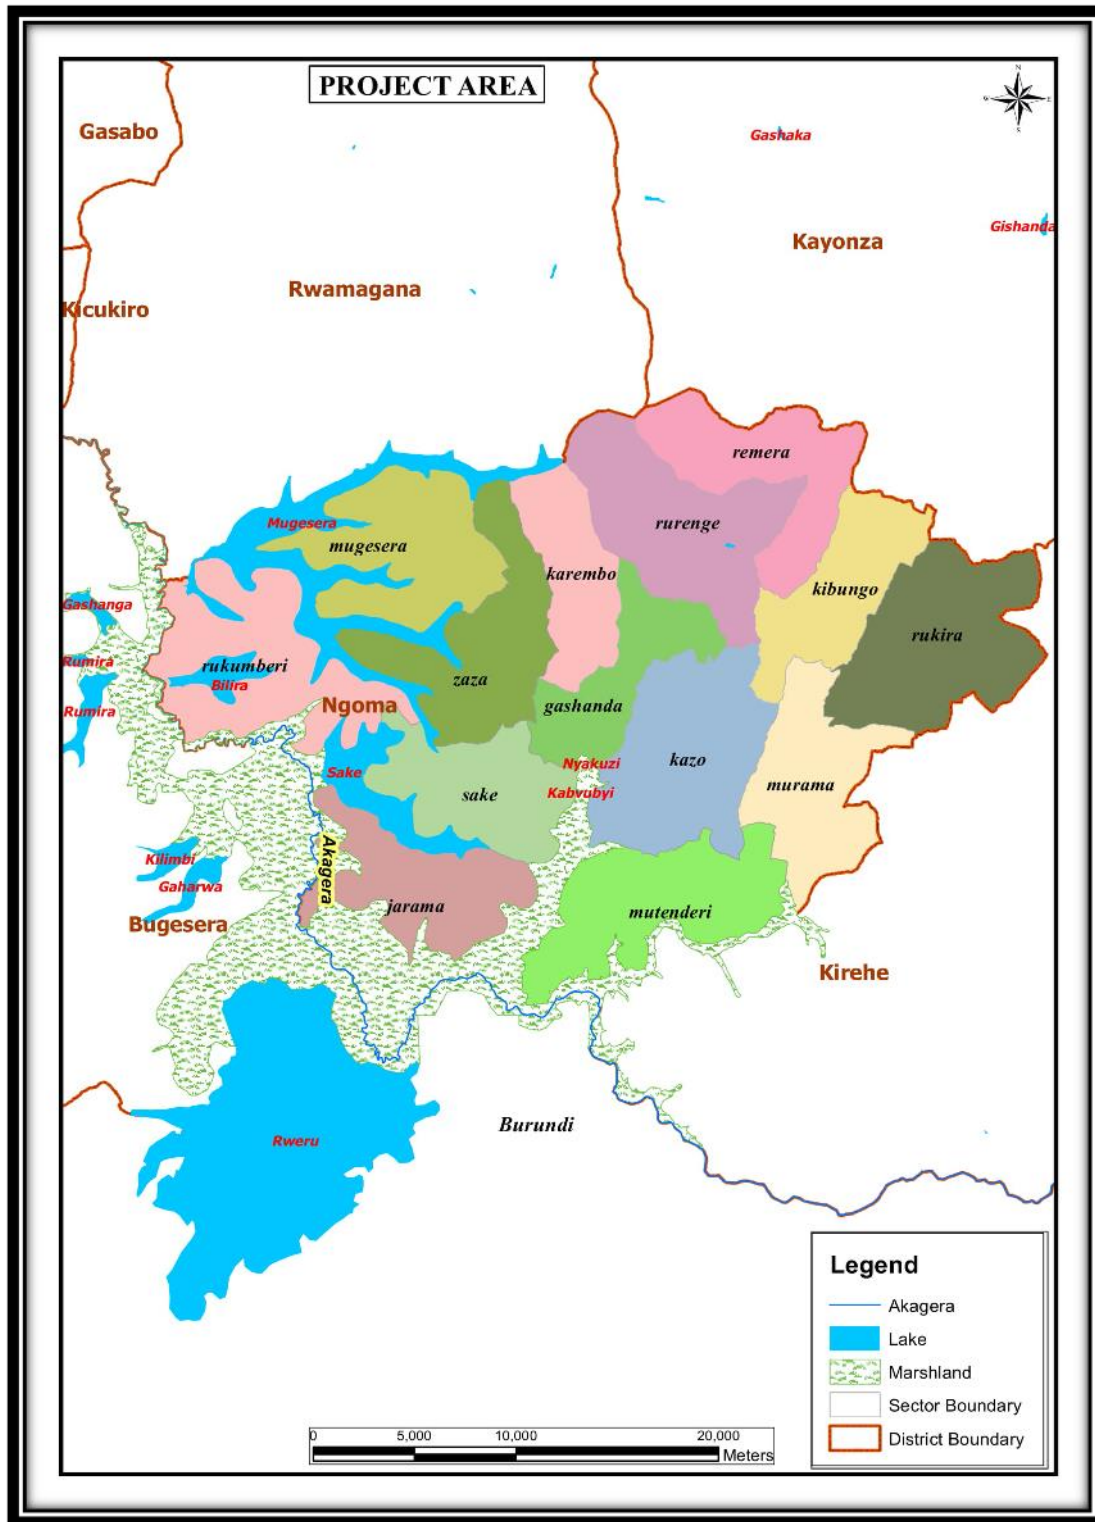 PROJECT AREA
N
W
E
S
Gasabo
Gashaka
Gishanda
Kayonza
Rwamagana
Kicukiro
remera
Mugesera
rurenge
mugesera
karembo
kibungo
Gashanga
rukira
Rumira
rukumberi
zaza
Bilira
Ngoma
gashanda
Rumira
Nyakuzi
kazo
Sake
murama
sake
Kabvubyi
Kilimbi
Akagera
Gaharwa
jarama
mutenderi
Bugesera
Kirehe
Burundi
Rweru
Legend
Akagera
Lake
Marshland
Sector Boundary
District Boundary
0
5,000
10,000
20,000
Meters